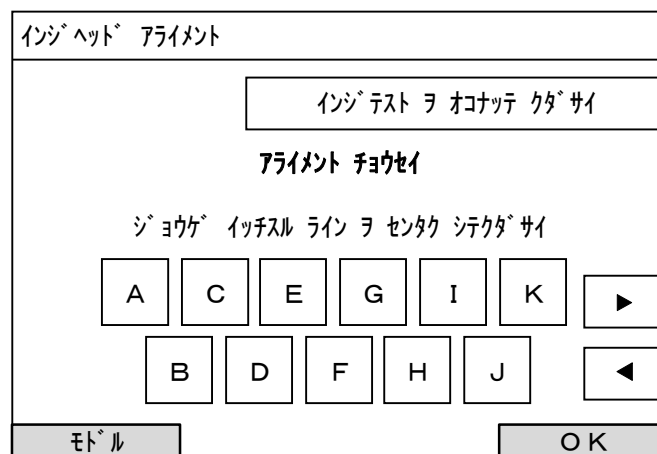 ｲﾝｼﾞﾍｯﾄﾞ ｱﾗｲﾒﾝﾄ
ｲﾝｼﾞﾃｽﾄ ｦ ｵｺﾅｯﾃ ｸﾀﾞｻｲ
ｱﾗｲﾒﾝﾄ ﾁｮｳｾｲ
ｼﾞｮｳｹﾞ ｲｯﾁｽﾙ ﾗｲﾝ ｦ ｾﾝﾀｸ ｼﾃｸﾀﾞｻｲ
A C E G I K ▶
B D F H J ◀
ﾓﾄﾞﾙ OK